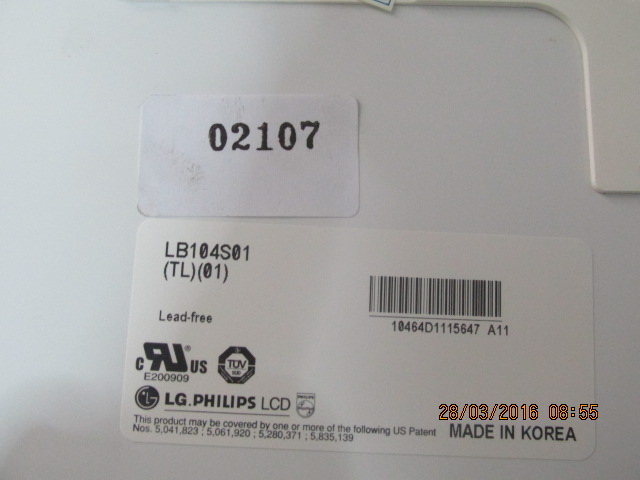 02107
LB104S01
(TL)(01)
Lead-free
10464D1115647 A11
c RU US
TÜV
E200909
LG.PHILIPS LCD
PHILIPS
28/03/2016 08:55
This product may be covered by one or more of the following US Patent
Nos. 5,041,823 ; 5,061,920 ; 5,280,371 ; 5,835,139
MADE IN KOREA